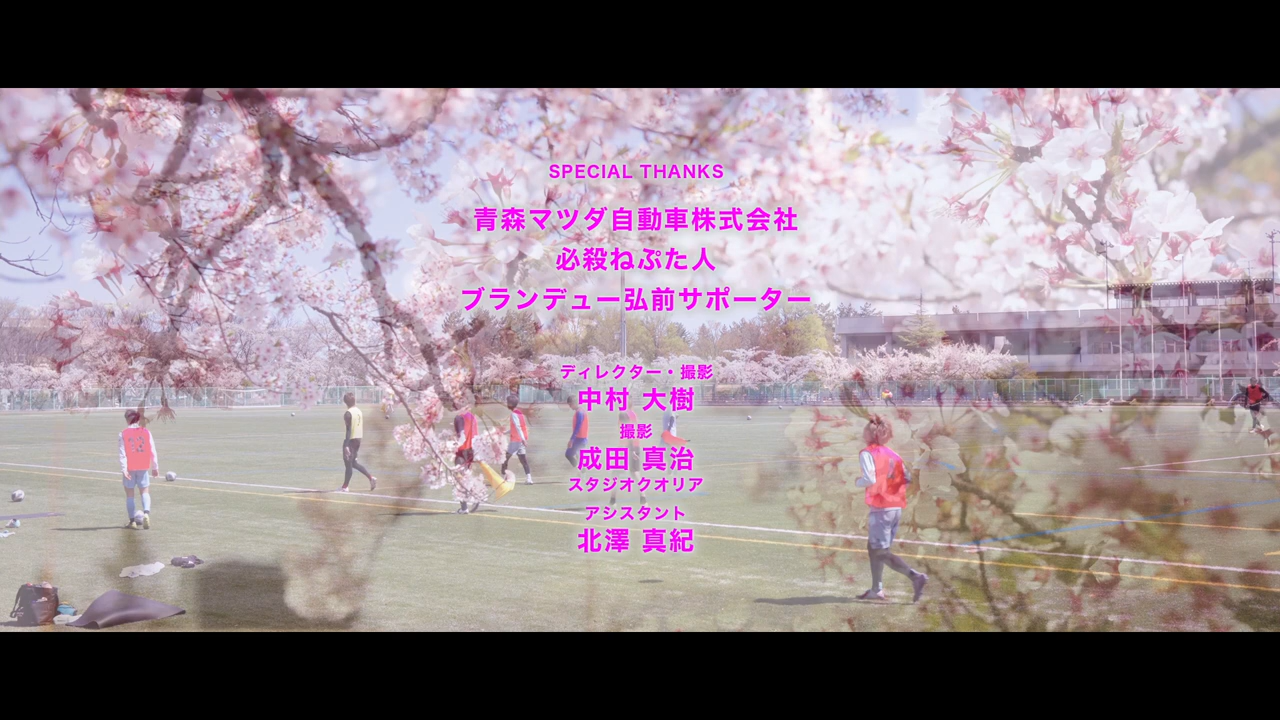 SPECIAL THANKS
青森マツダ自動車株式会社
必殺ねぷた人
ブランデュー弘前サポーター
ディレクター・撮影
中村 大樹
撮影
成田 真治
スタジオクオリア
アシスタント
北澤 真紀